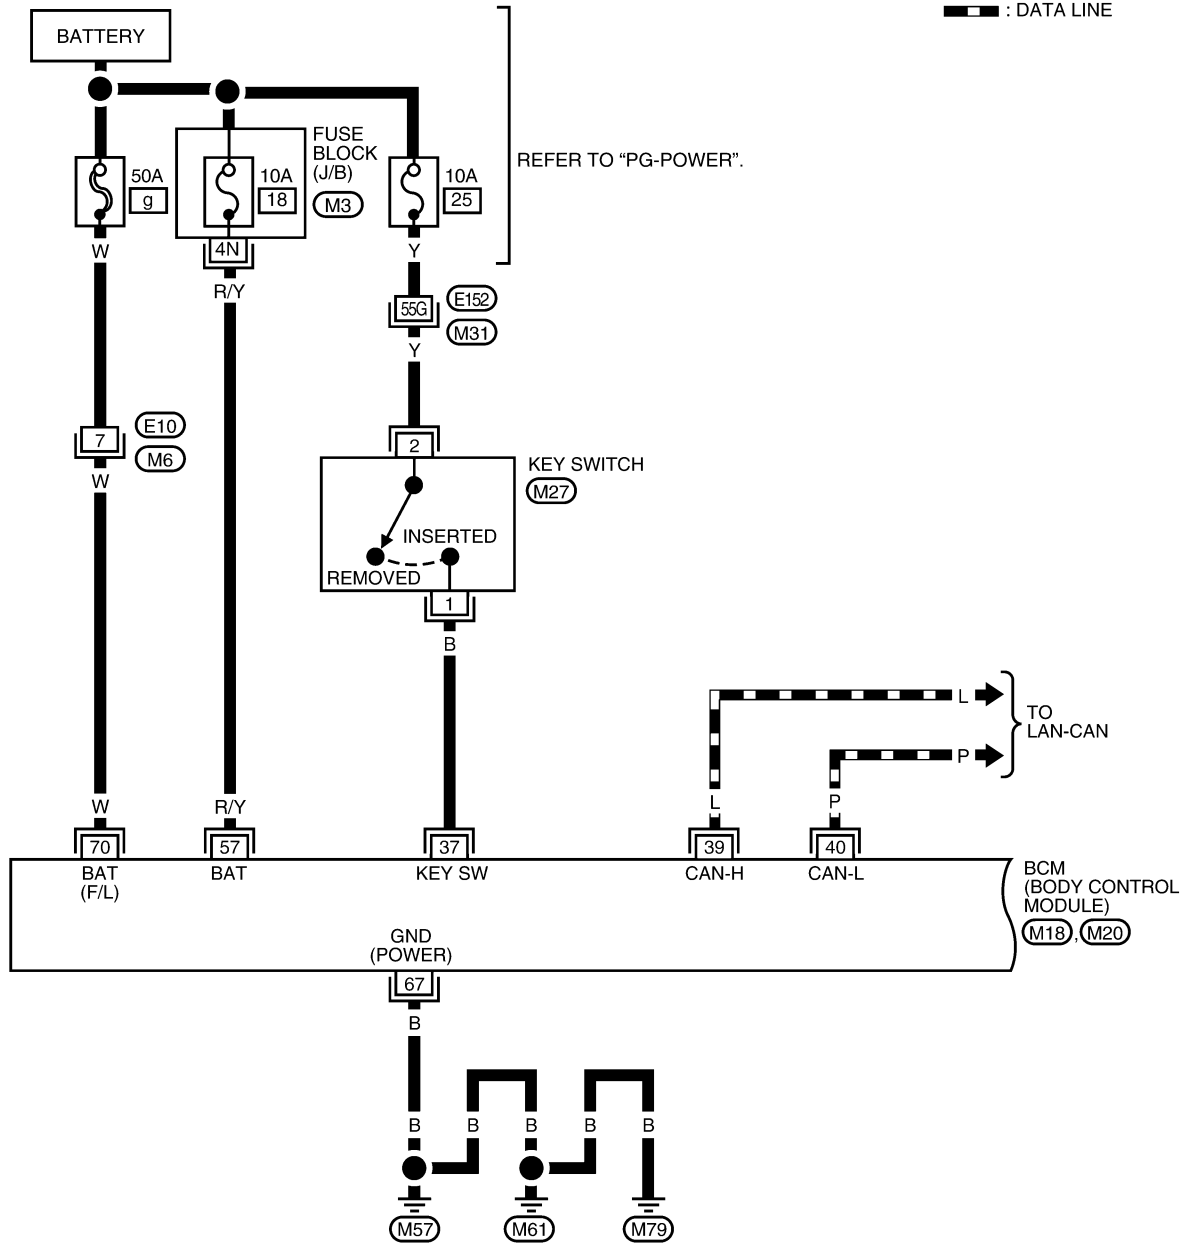 : DATA LINE
BATTERY
REFER TO “PG-POWER”.
50A
g
10A
18
FUSE
BLOCK
(J/B)
M3
10A
25
W
4N
Y
R/Y
55G
E152
M31
Y
7
E10
M6
W
2
KEY SWITCH
M27
INSERTED
REMOVED
1
B
L
P
TO
LAN-CAN
W
R/Y
L
P
70
57
37
39
40
BAT
(F/L)
BAT
KEY SW
CAN-H
CAN-L
BCM
(BODY CONTROL
MODULE)
M18 , M20
GND
(POWER)
67
B
B
B
B
B
B
M57
M61
M79